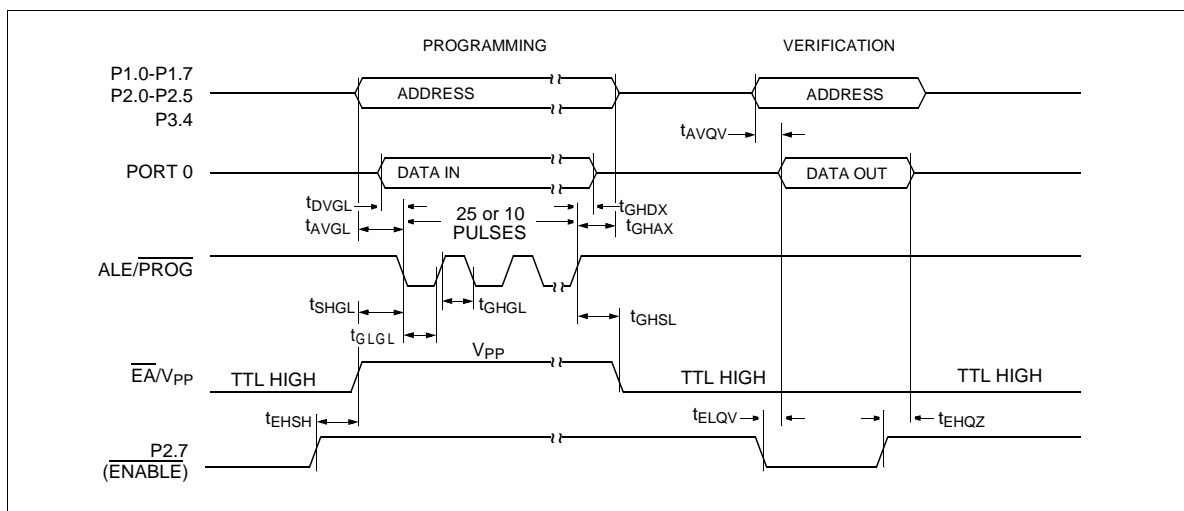 PROGRAMMING VERIFICATION
P1.0-P1.7
P2.0-P2.5
P3.4
ADDRESS ADDRESS
tAVQV
PORT 0 DATA IN DATA OUT
tDVGL
tAVGL
25 or 10
PULSES
tGHDX
tGHAX
ALE/PROG
tSHGL
tGHGL
tGLGL
tGHSL
EA/VPP
TTL HIGH VPP TTL HIGH TTL HIGH
tEHSH
tELQV
tEHQZ
P2.7
(ENABLE)